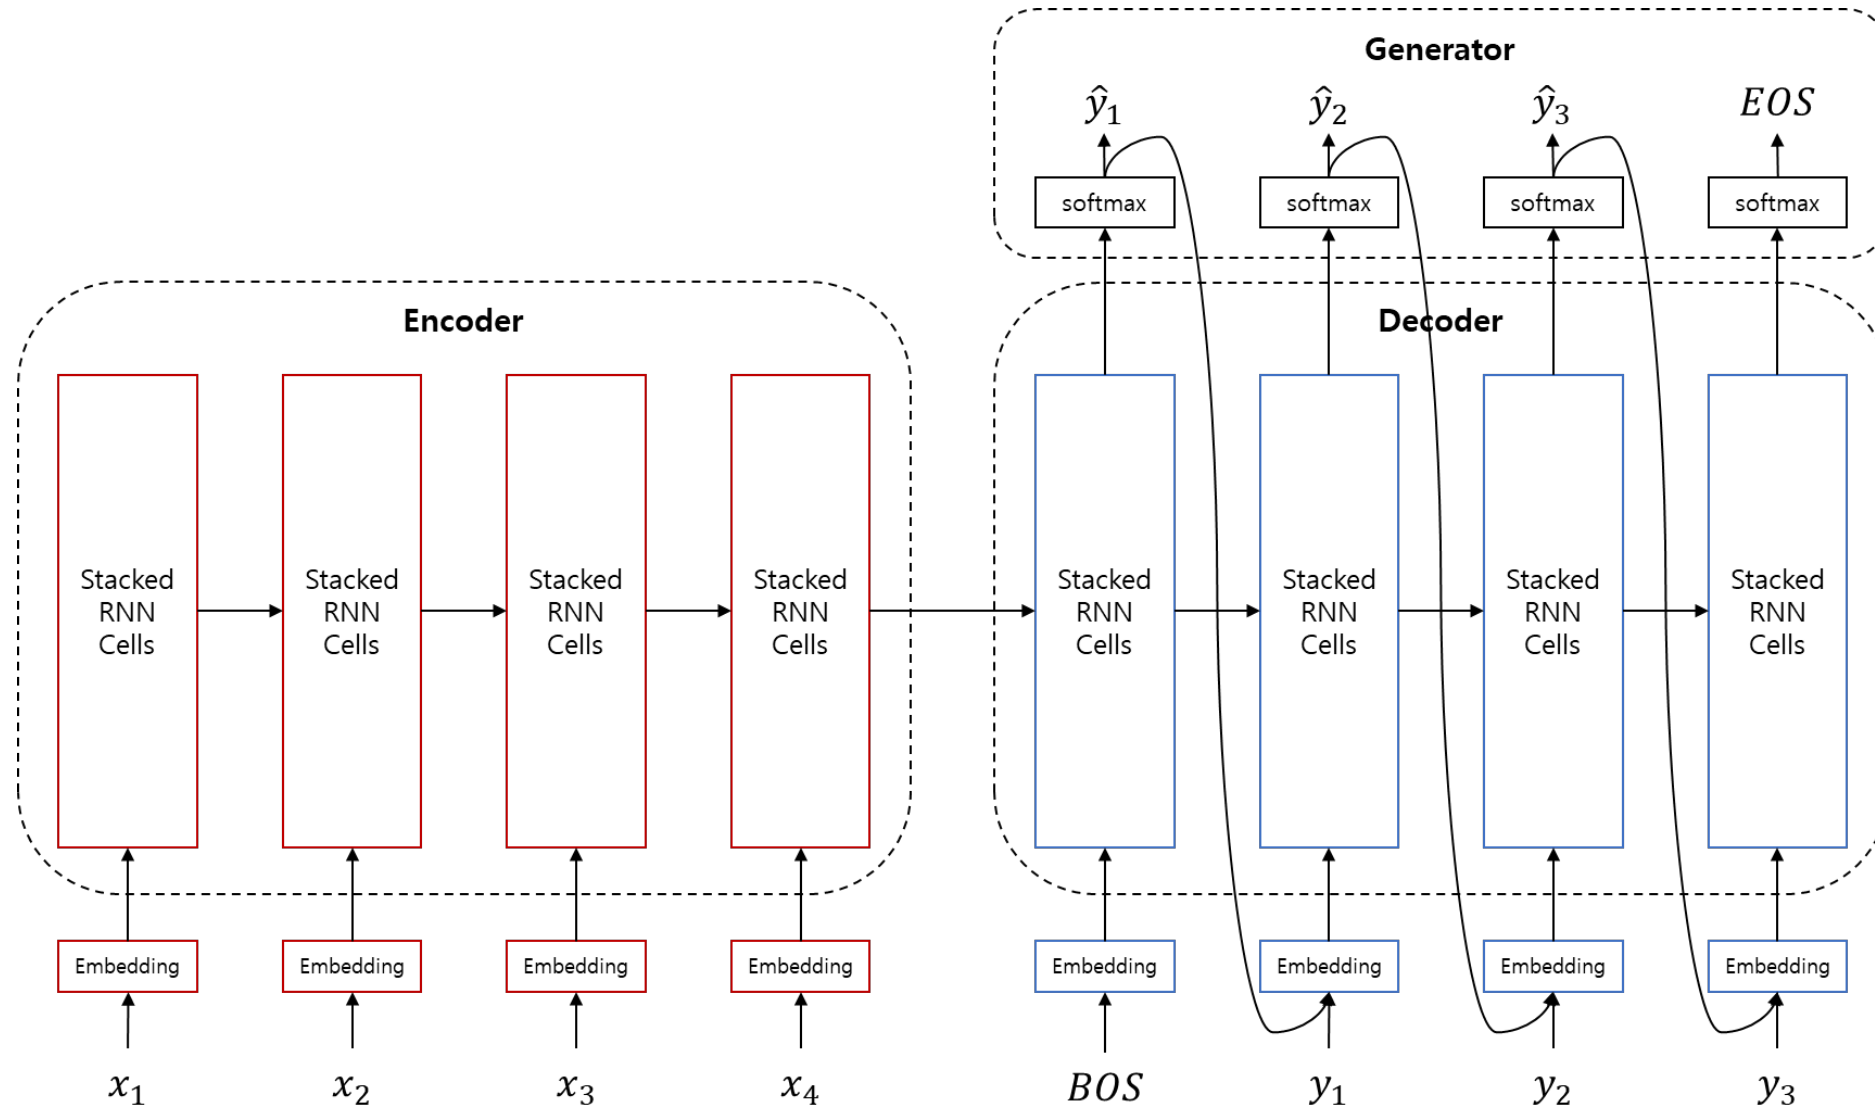 Generator
ŷ₁ ŷ₂ ŷ₃ EOS
softmax softmax softmax softmax
Encoder
Decoder
Stacked Stacked Stacked Stacked Stacked Stacked Stacked Stacked
RNN RNN RNN RNN RNN RNN RNN RNN
Cells Cells Cells Cells Cells Cells Cells Cells
Embedding Embedding Embedding Embedding Embedding Embedding Embedding Embedding
x₁ x₂ x₃ x₄ BOS y₁ y₂ y₃